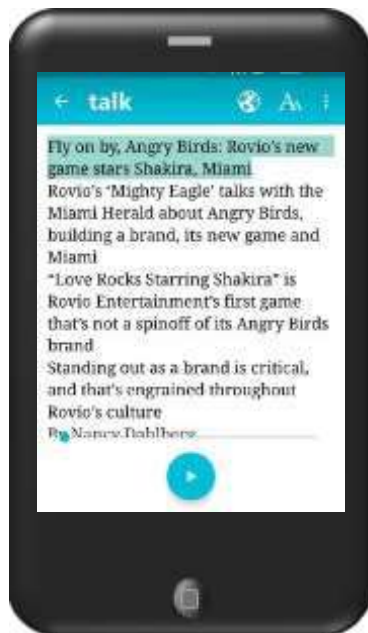 talk
Fly on by, Angry Birds: Rovio's new
game stars Shakira, Miami
Rovio's 'Mighty Eagle' talks with the
Miami Herald about Angry Birds,
building a brand, its new game and
Miami
"Love Rocks Starring Shakira" is
Rovio Entertainment's first game
that's not a spinoff of its Angry Birds
brand
Standing out as a brand is critical,
and that's engrained throughout
Rovio's culture
By Nancy Dahlberg